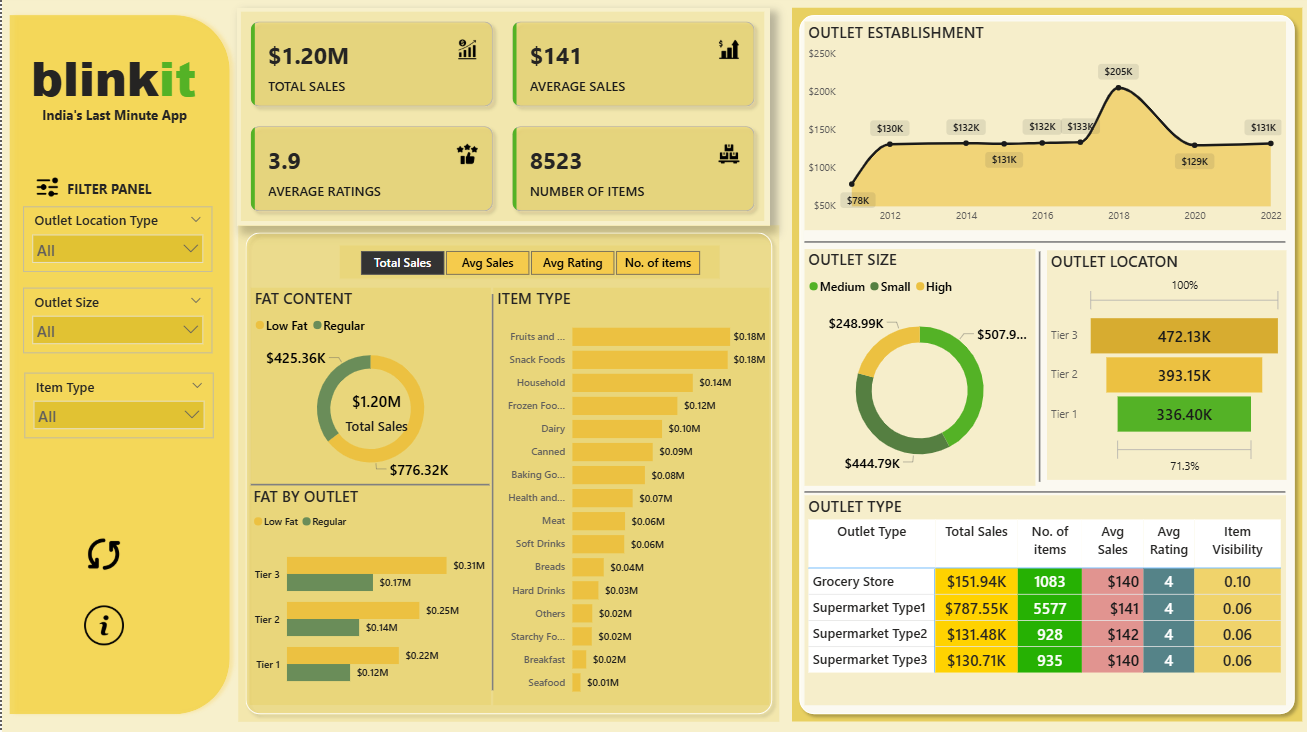 blinkit
India's Last Minute App
FILTER PANEL
Outlet Location Type
All
Outlet Size
All
Item Type
All
$1.20M
TOTAL SALES
$141
AVERAGE SALES
3.9
AVERAGE RATINGS
8523
NUMBER OF ITEMS
Total Sales Avg Sales Avg Rating No. of items
FAT CONTENT
Low Fat Regular
$425.36K
$1.20M
Total Sales
$776.32K
FAT BY OUTLET
Low Fat Regular
Tier 3 $0.31M
$0.17M
Tier 2 $0.25M
$0.14M
Tier 1 $0.22M
$0.12M
ITEM TYPE
Fruits and ... $0.18M
Snack Foods $0.18M
Household $0.14M
Frozen Foo... $0.12M
Dairy $0.10M
Canned $0.09M
Baking Go... $0.08M
Health and... $0.07M
Meat $0.06M
Soft Drinks $0.06M
Breads $0.04M
Hard Drinks $0.03M
Others $0.02M
Starchy Fo... $0.02M
Breakfast $0.02M
Seafood $0.01M
OUTLET ESTABLISHMENT
$250K
$200K
$150K
$100K
$50K
$78K $130K $132K $131K $132K $133K $205K $129K $131K
2012 2014 2016 2018 2020 2022
OUTLET SIZE
Medium Small High
$248.99K
$507.9...
$444.79K
OUTLET LOCATON
100%
Tier 3 472.13K
Tier 2 393.15K
Tier 1 336.40K
71.3%
OUTLET TYPE
Outlet Type Total Sales No. of items Avg Sales Avg Rating Item Visibility
Grocery Store $151.94K 1083 $140 4 0.10
Supermarket Type1 $787.55K 5577 $141 4 0.06
Supermarket Type2 $131.48K 928 $142 4 0.06
Supermarket Type3 $130.71K 935 $140 4 0.06